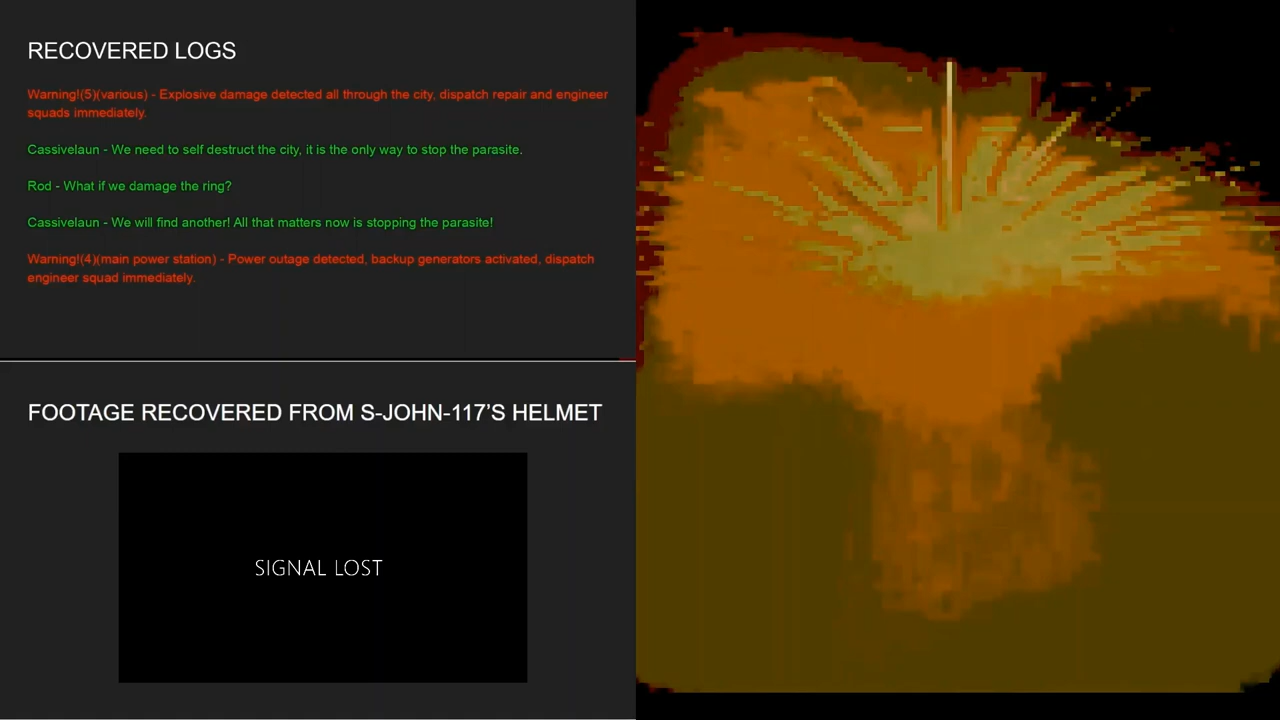 RECOVERED LOGS
Warning!(5)(various) - Explosive damage detected all through the city, dispatch repair and engineer
squads immediately.
Cassivelaun - We need to self destruct the city, it is the only way to stop the parasite.
Rod - What if we damage the ring?
Cassivelaun - We will find another! All that matters now is stopping the parasite!
Warning!(4)(main power station) - Power outage detected, backup generators activated, dispatch
engineer squad immediately.
FOOTAGE RECOVERED FROM S-JOHN-117’S HELMET
SIGNAL LOST